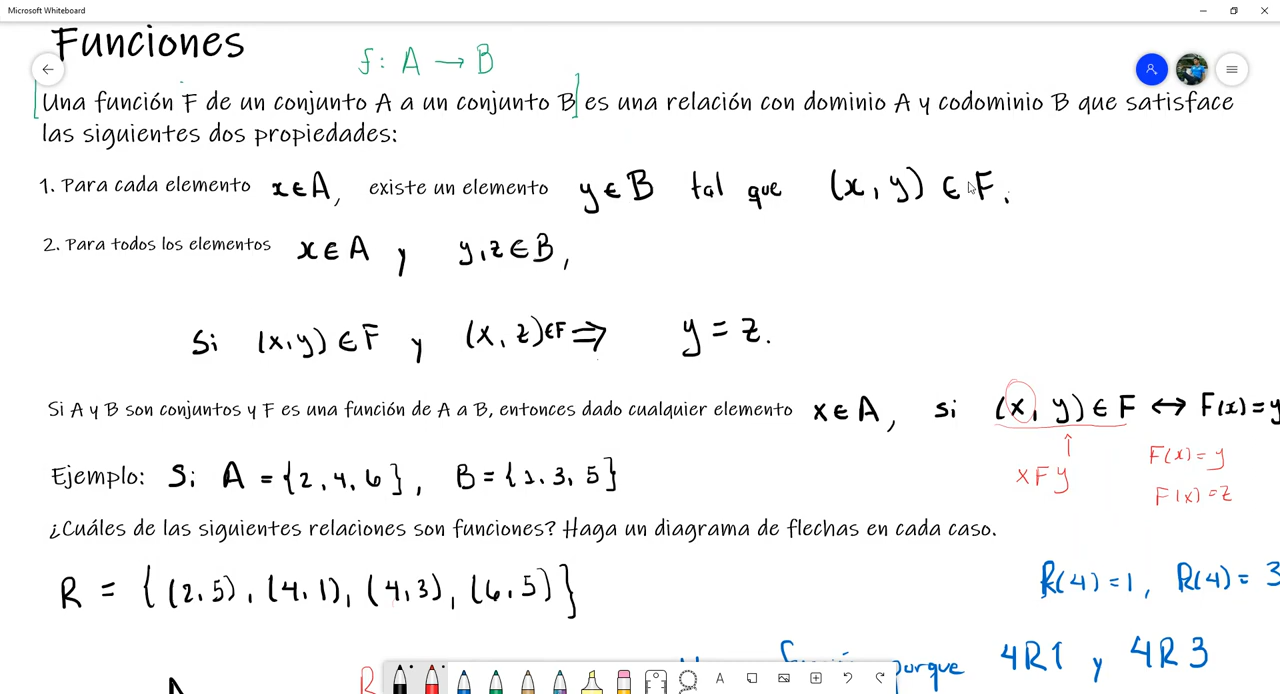 Microsoft Whiteboard
Funciones
f: A → B
Una función F de un conjunto A a un conjunto B es una relación con dominio A y codominio B que satisface
las siguientes dos propiedades:
1. Para cada elemento x ∈ A, existe un elemento y ∈ B tal que (x, y) ∈ F.
2. Para todos los elementos x ∈ A y y, z ∈ B,
Si (x, y) ∈ F y (x, z) ∈ F ⇒ y = z.
Si A y B son conjuntos y F es una función de A a B, entonces dado cualquier elemento x ∈ A, si (x, y) ∈ F ↔ F(x) = y
x F y
F(x) = y
F(x) = z
Ejemplo: Si A = {2, 4, 6}, B = {1, 3, 5}
¿Cuáles de las siguientes relaciones son funciones? Haga un diagrama de flechas en cada caso.
R = {(2, 5), (4, 1), (4, 3), (6, 5)}
R(4) = 1, R(4) = 3
porque 4R1 y 4R3
R
A